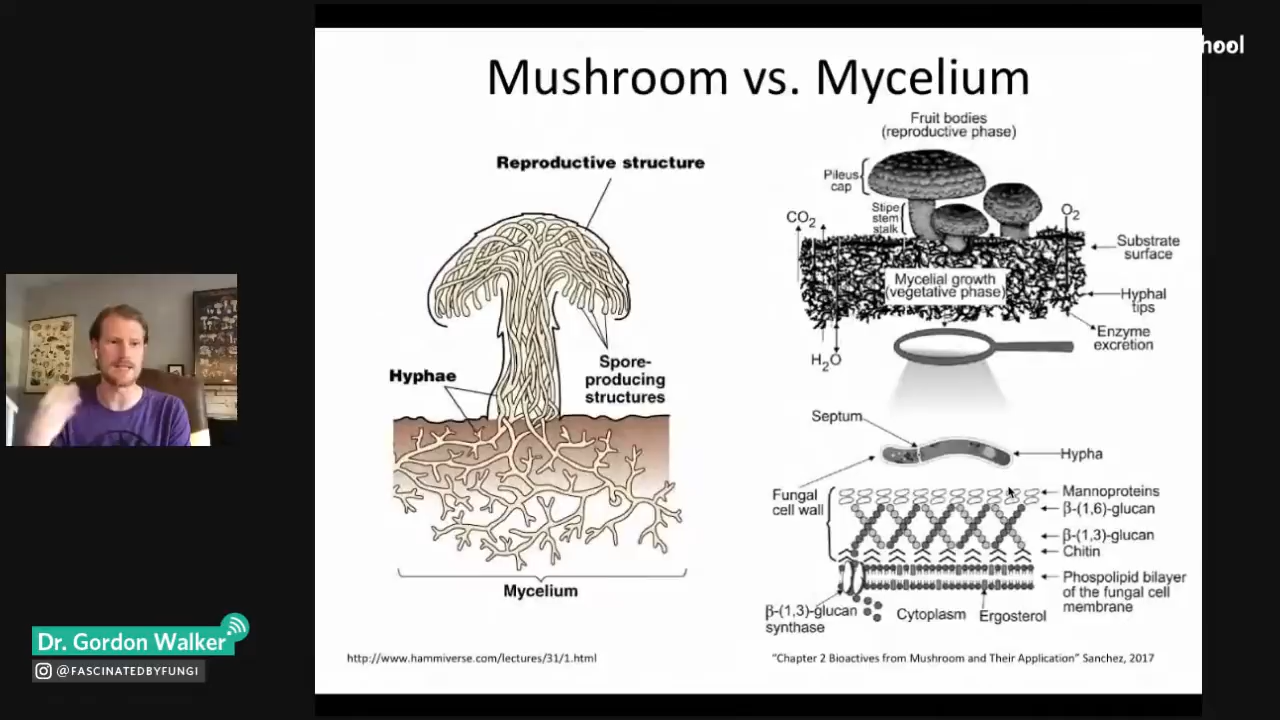 hool
Mushroom vs. Mycelium
Reproductive structure
Hyphae
Spore-
producing
structures
Mycelium
http://www.hammiverse.com/lectures/31/1.html
Fruit bodies
(reproductive phase)
Pileus
cap
Stipe
stem
stalk
CO2
O2
Substrate
surface
Mycelial growth
(vegetative phase)
Hyphal
tips
Enzyme
excretion
H2O
Septum
Hypha
Fungal
cell wall
Mannoproteins
β-(1,6)-glucan
β-(1,3)-glucan
Chitin
Phospolipid bilayer
of the fungal cell
membrane
β-(1,3)-glucan
synthase
Cytoplasm
Ergosterol
"Chapter 2 Bioactives from Mushroom and Their Application" Sanchez, 2017
Dr. Gordon Walker
@FASCINATEDBYFUNGI